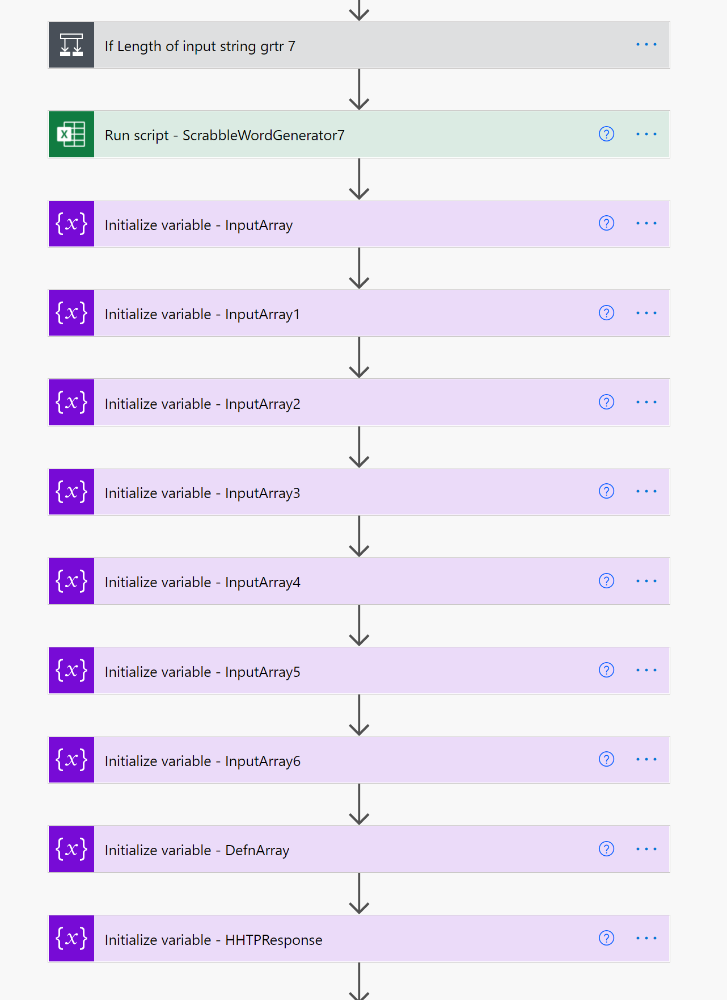 If Length of input string grtr 7
Run script - ScrabbleWordGenerator7
Initialize variable - InputArray
Initialize variable - InputArray1
Initialize variable - InputArray2
Initialize variable - InputArray3
Initialize variable - InputArray4
Initialize variable - InputArray5
Initialize variable - InputArray6
Initialize variable - DefnArray
Initialize variable - HHTPResponse